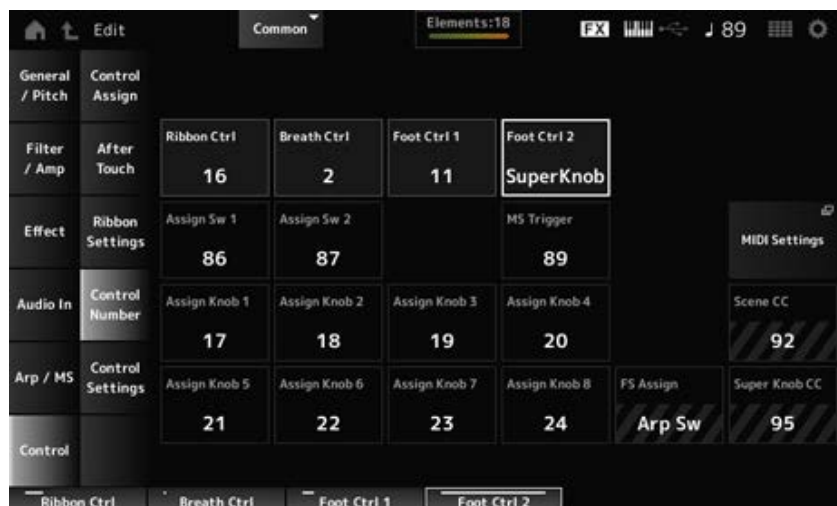 Edit
Common
Elements:18
FX
♩ 89
General
/ Pitch
Filter
/ Amp
Effect
Audio In
Arp / MS
Control
Control
Assign
After
Touch
Ribbon
Settings
Control
Number
Control
Settings
Ribbon Ctrl
16
Breath Ctrl
2
Foot Ctrl 1
11
Foot Ctrl 2
SuperKnob
Assign Sw 1
86
Assign Sw 2
87
MS Trigger
89
MIDI Settings
Assign Knob 1
17
Assign Knob 2
18
Assign Knob 3
19
Assign Knob 4
20
Scene CC
92
Assign Knob 5
21
Assign Knob 6
22
Assign Knob 7
23
Assign Knob 8
24
FS Assign
Arp Sw
Super Knob CC
95
Ribbon Ctrl
Breath Ctrl
Foot Ctrl 1
Foot Ctrl 2